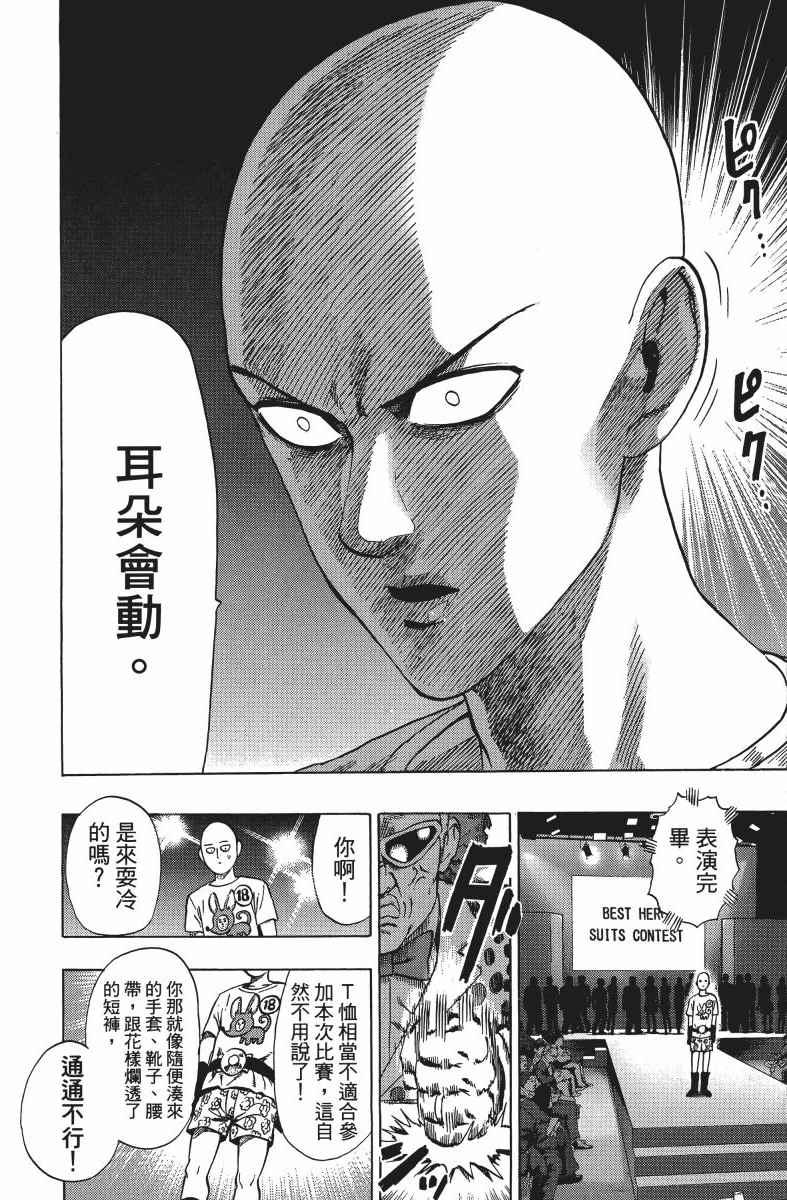 ピク…
ピク…
耳朵會動。
表演完
畢。
BEST HER
SUITS CONTEST
ダン
你啊！
18
是來耍冷
的嗎？
T恤相當不適合參
加本次比賽，這自
然不用說了！
你那就像隨便湊來
的手套、靴子、腰
帶，跟花樣爛透了
的短褲，
通通不行！